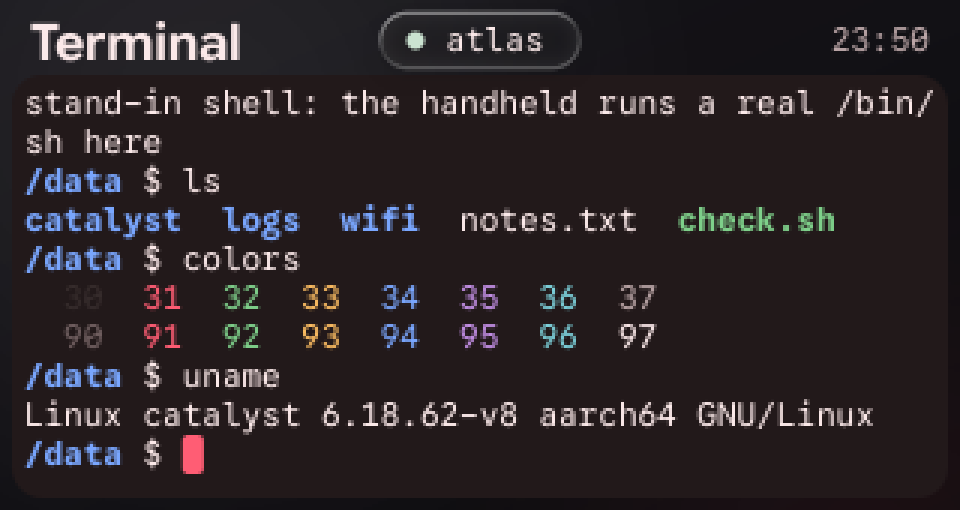 Terminal
atlas
23:50
stand-in shell: the handheld runs a real /bin/
sh here
/data $ ls
catalyst  logs  wifi  notes.txt  check.sh
/data $ colors
30  31  32  33  34  35  36  37
90  91  92  93  94  95  96  97
/data $ uname
Linux catalyst 6.18.62-v8 aarch64 GNU/Linux
/data $